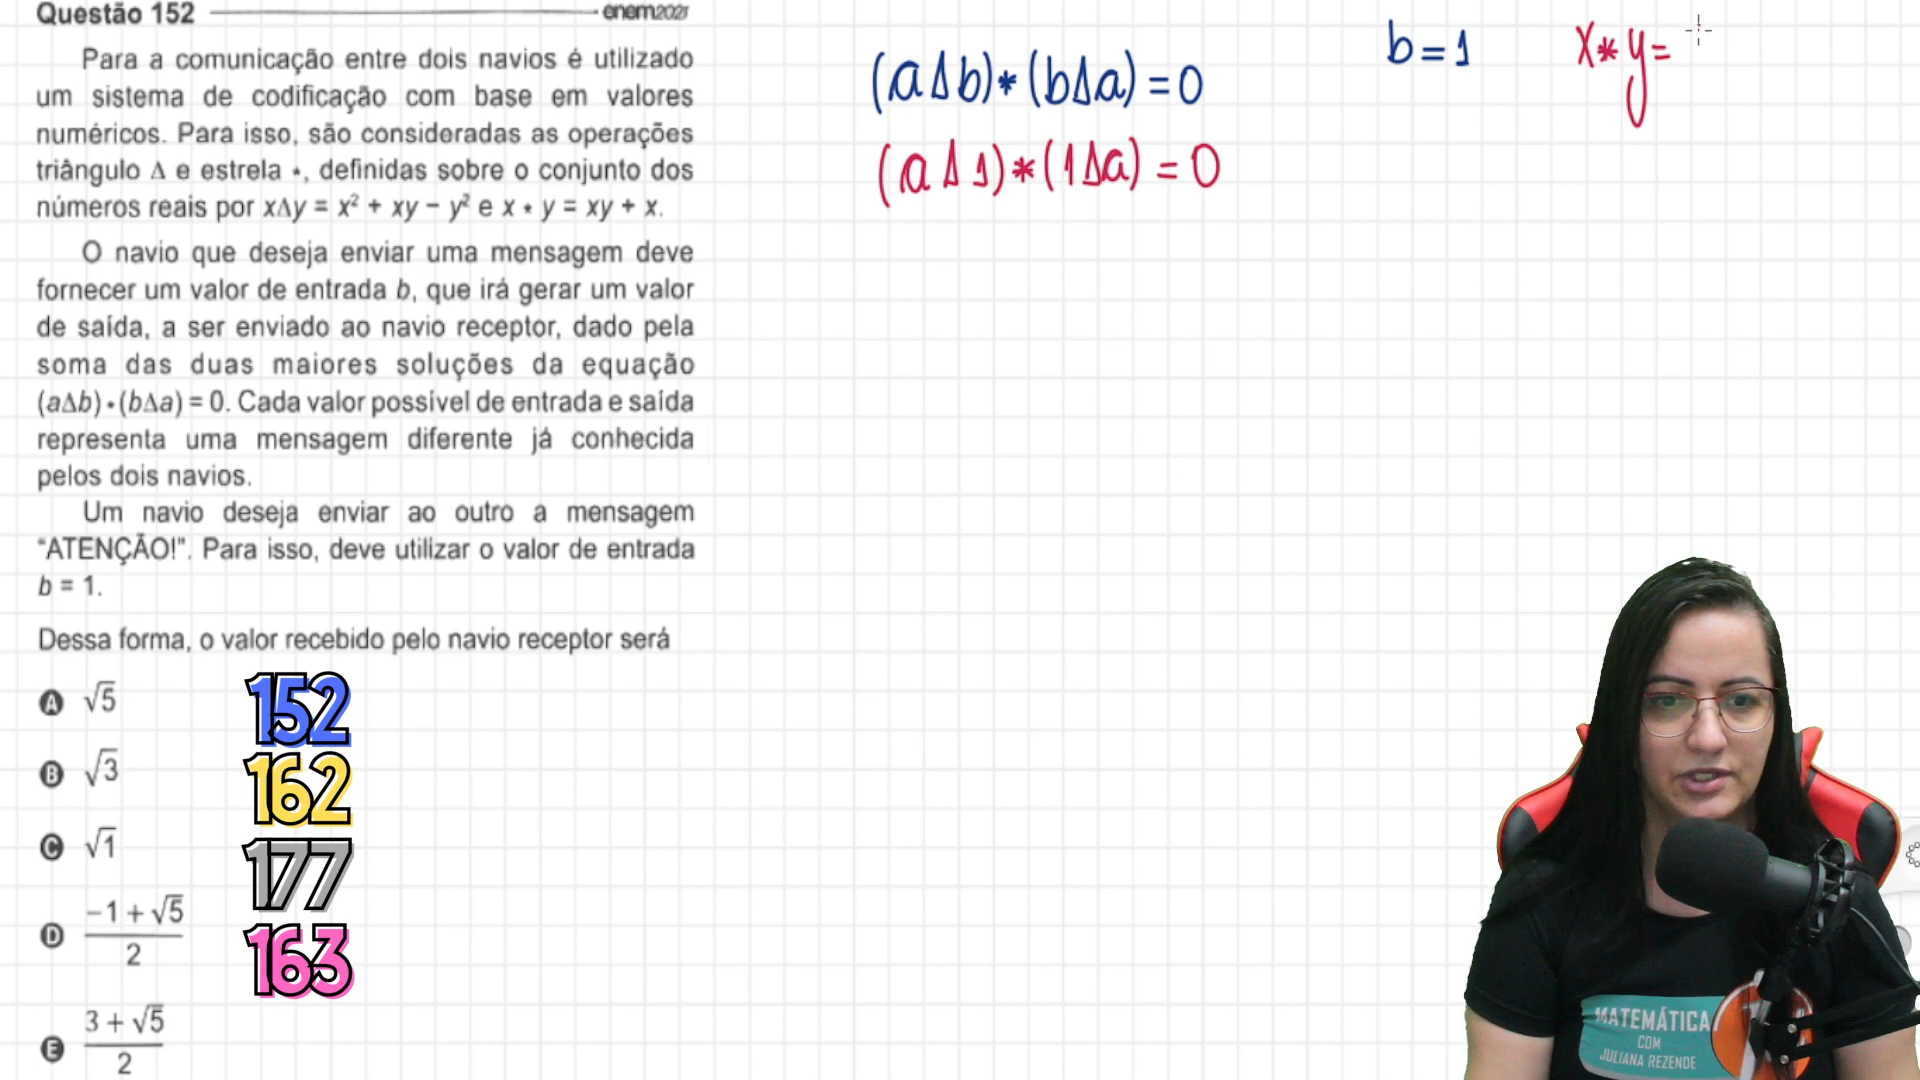 Questão 152 enem2021
Para a comunicação entre dois navios é utilizado
um sistema de codificação com base em valores
numéricos. Para isso, são consideradas as operações
triângulo Δ e estrela ⋆, definidas sobre o conjunto dos
números reais por xΔy = x² + xy − y² e x ⋆ y = xy + x.
O navio que deseja enviar uma mensagem deve
fornecer um valor de entrada b, que irá gerar um valor
de saída, a ser enviado ao navio receptor, dado pela
soma das duas maiores soluções da equação
(aΔb)⋆(bΔa) = 0. Cada valor possível de entrada e saída
representa uma mensagem diferente já conhecida
pelos dois navios.
Um navio deseja enviar ao outro a mensagem
“ATENÇÃO!”. Para isso, deve utilizar o valor de entrada
b = 1.
Dessa forma, o valor recebido pelo navio receptor será
A √5
B √3
C √1
D (−1 + √5)/2
E (3 + √5)/2
152
162
177
163
(aΔb)*(bΔa) = 0
(aΔ1)*(1Δa) = 0
b = 1
x*y =
MATEMÁTICA
COM
JULIANA REZENDE